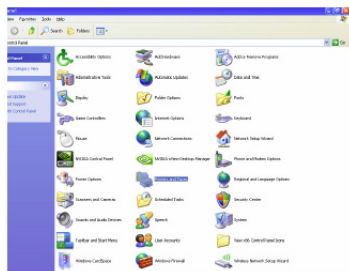 View Favorites Tools Help
Search Folders
Control Panel
Accessibility Options
Add Hardware
Add or Remove Programs
Administrative Tools
Automatic Updates
Date and Time
Display
Folder Options
Fonts
Game Controllers
Internet Options
Keyboard
Mouse
Network Connections
Network Setup Wizard
NVIDIA Control Panel
NVIDIA nView Desktop Manager
Phone and Modem Options
Power Options
Printers and Faxes
Regional and Language Options
Scanners and Cameras
Scheduled Tasks
Security Center
Sounds and Audio Devices
Speech
System
Taskbar and Start Menu
User Accounts
View x86 Control Panel Icons
Windows CardSpace
Windows Firewall
Wireless Network Setup Wizard